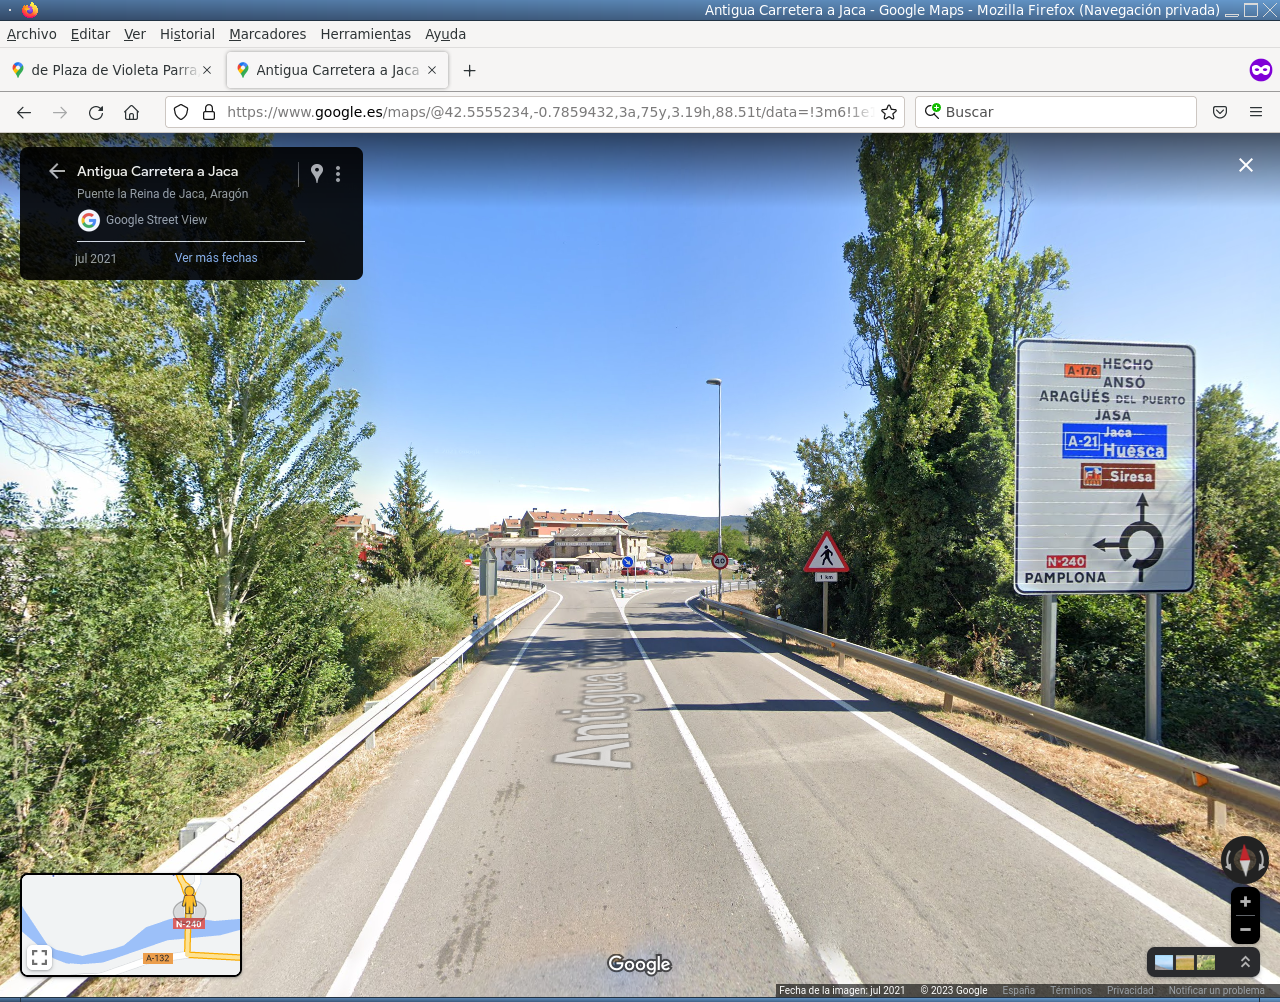 Antigua Carretera a Jaca - Google Maps - Mozilla Firefox (Navegación privada)
Archivo Editar Ver Historial Marcadores Herramientas Ayuda
de Plaza de Violeta Parra
Antigua Carretera a Jaca
https://www.google.es/maps/@42.5555234,-0.7859432,3a,75y,3.19h,88.51t/data=!3m6!1e
Buscar
Antigua Carretera a Jaca
Puente la Reina de Jaca, Aragón
Google Street View
jul 2021
Ver más fechas
A-176 HECHO
ANSÓ
ARAGÜÉS DEL PUERTO
JASA
Jaca
A-21 Huesca
Siresa
N-240
PAMPLONA
40
1 km
Antigua
N-240
A-132
Google
Fecha de la imagen: jul 2021 © 2023 Google España Términos Privacidad Notificar un problema